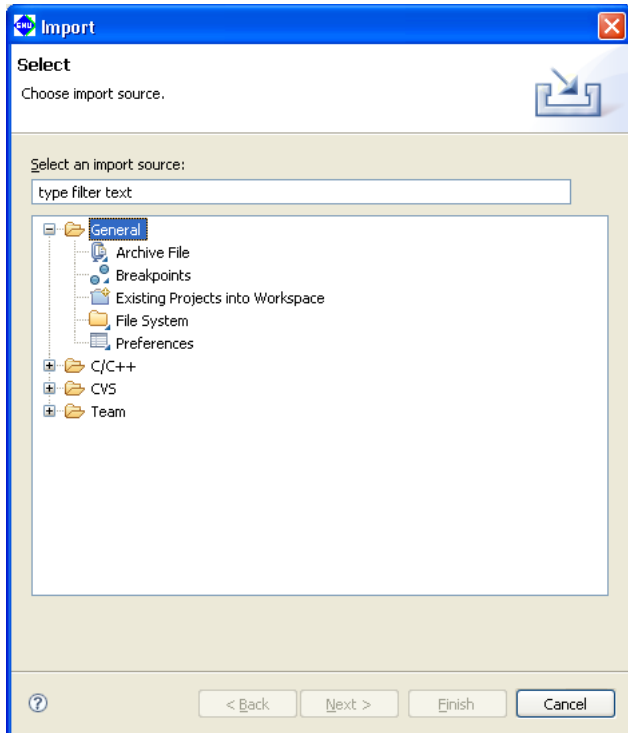 GNU Import
Select
Choose import source.
Select an import source:
type filter text
General
Archive File
Breakpoints
Existing Projects into Workspace
File System
Preferences
C/C++
CVS
Team
? < Back Next > Finish Cancel